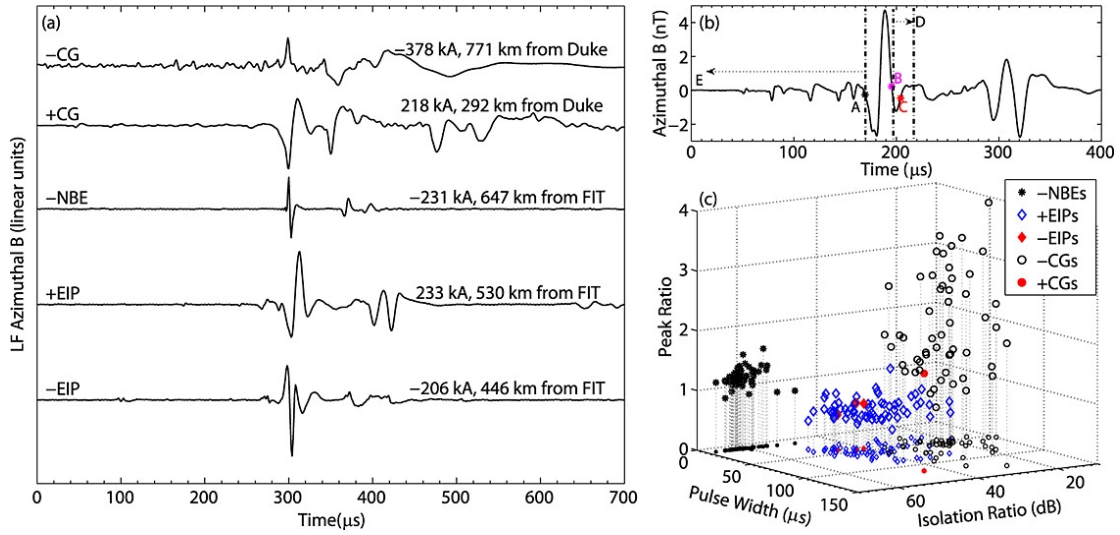 (a)
−CG
−378 kA, 771 km from Duke
+CG
218 kA, 292 km from Duke
−NBE
−231 kA, 647 km from FIT
+EIP
233 kA, 530 km from FIT
−EIP
−206 kA, 446 km from FIT
LF Azimuthal B (linear units)
0 100 200 300 400 500 600 700
Time(μs)
(b)
Azimuthal B (nT)
4
2
0
−2
E
A
B
C
D
0 100 200 300 400
Time (μs)
(c)
−NBEs
+EIPs
−EIPs
−CGs
+CGs
Peak Ratio
4
3
2
1
0
0 50 100 150
Pulse Width (μs)
60 40 20
Isolation Ratio (dB)